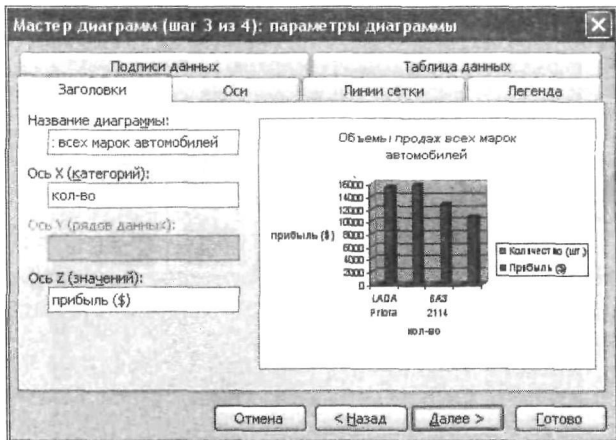 Мастер диаграмм (шаг 3 из 4): параметры диаграммы
Подписи данных
Таблица данных
Заголовки
Оси
Линии сетки
Легенда
Название диаграммы:
: всех марок автомобилей
Ось X (категорий):
кол-во
Ось Y (рядов данных):
Ось Z (значений):
прибыль ($)
Объемы продаж всех марок
автомобилей
16000
14000
12000
10000
8000
6000
4000
2000
0
прибыль ($)
LADA
Priora
ВАЗ
2114
кол-во
Количество (шт.)
Прибыль ($)
Отмена
< Назад
Далее >
Готово